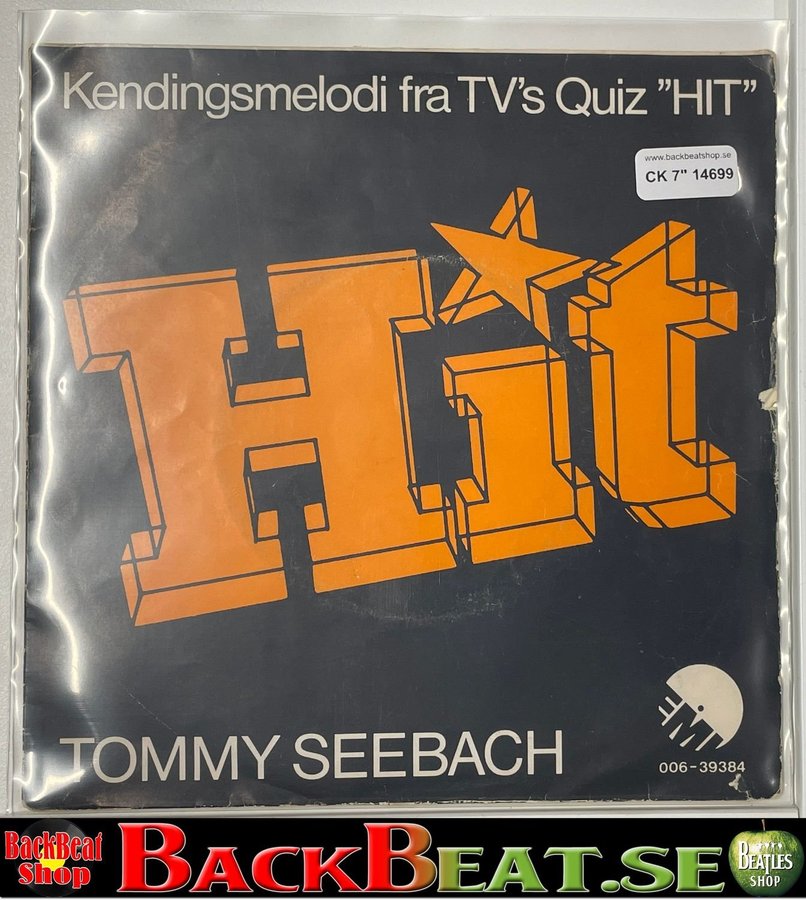 Kendingsmelodi fra TV's Quiz "HIT"
www.backbeatshop.se
CK 7" 14699
Hit
EMI
TOMMY SEEBACH
006-39384
BackBeat
Shop
BACKBEAT.SE
BEATLES
SHOP